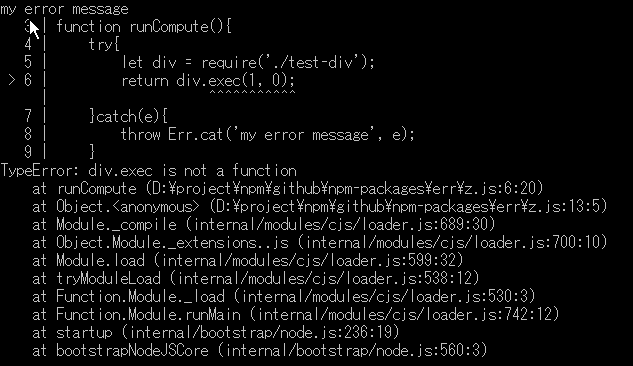 my error message
  3 | function runCompute(){
  4 |     try{
  5 |         let div = require('./test-div');
> 6 |         return div.exec(1, 0);
    |                    ^^^^^^^^^^^
  7 |     }catch(e){
  8 |         throw Err.cat('my error message', e);
  9 |     }
TypeError: div.exec is not a function
    at runCompute (D:¥project¥npm¥github¥npm-packages¥err¥z.js:6:20)
    at Object.<anonymous> (D:¥project¥npm¥github¥npm-packages¥err¥z.js:13:5)
    at Module._compile (internal/modules/cjs/loader.js:689:30)
    at Object.Module._extensions..js (internal/modules/cjs/loader.js:700:10)
    at Module.load (internal/modules/cjs/loader.js:599:32)
    at tryModuleLoad (internal/modules/cjs/loader.js:538:12)
    at Function.Module._load (internal/modules/cjs/loader.js:530:3)
    at Function.Module.runMain (internal/modules/cjs/loader.js:742:12)
    at startup (internal/bootstrap/node.js:236:19)
    at bootstrapNodeJSCore (internal/bootstrap/node.js:560:3)